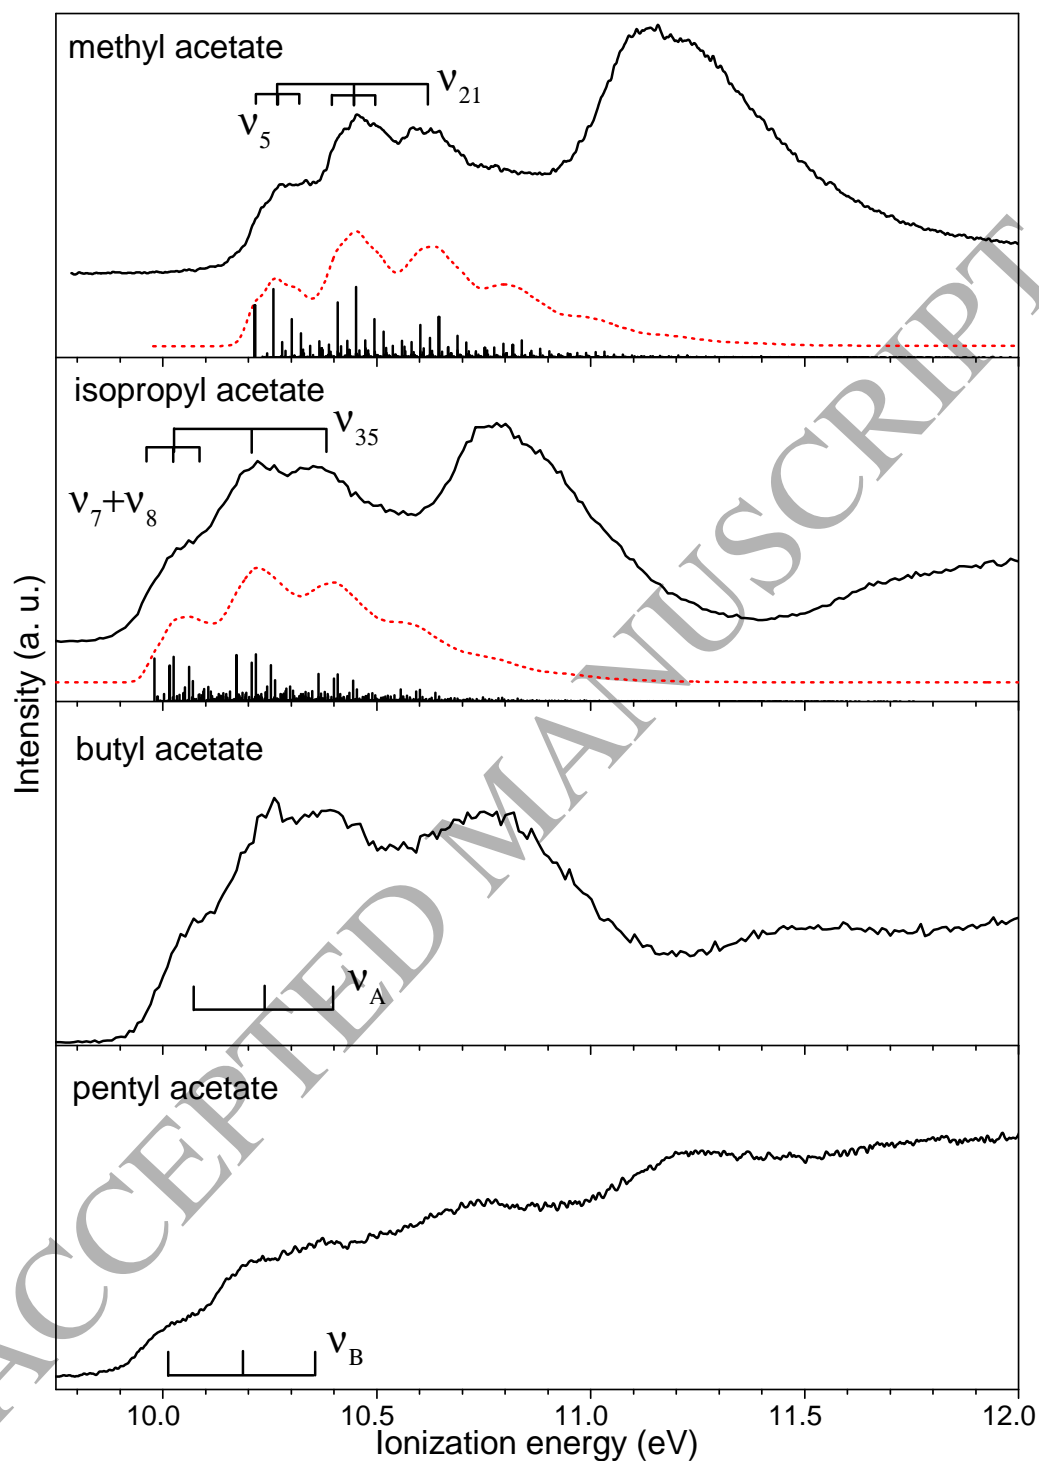 methyl acetate
ν21
ν5
isopropyl acetate
ν35
ν7+ν8
butyl acetate
νA
pentyl acetate
νB
Intensity (a. u.)
10.0 10.5 11.0 11.5 12.0
Ionization energy (eV)
ACCEPTED MANUSCRIPT